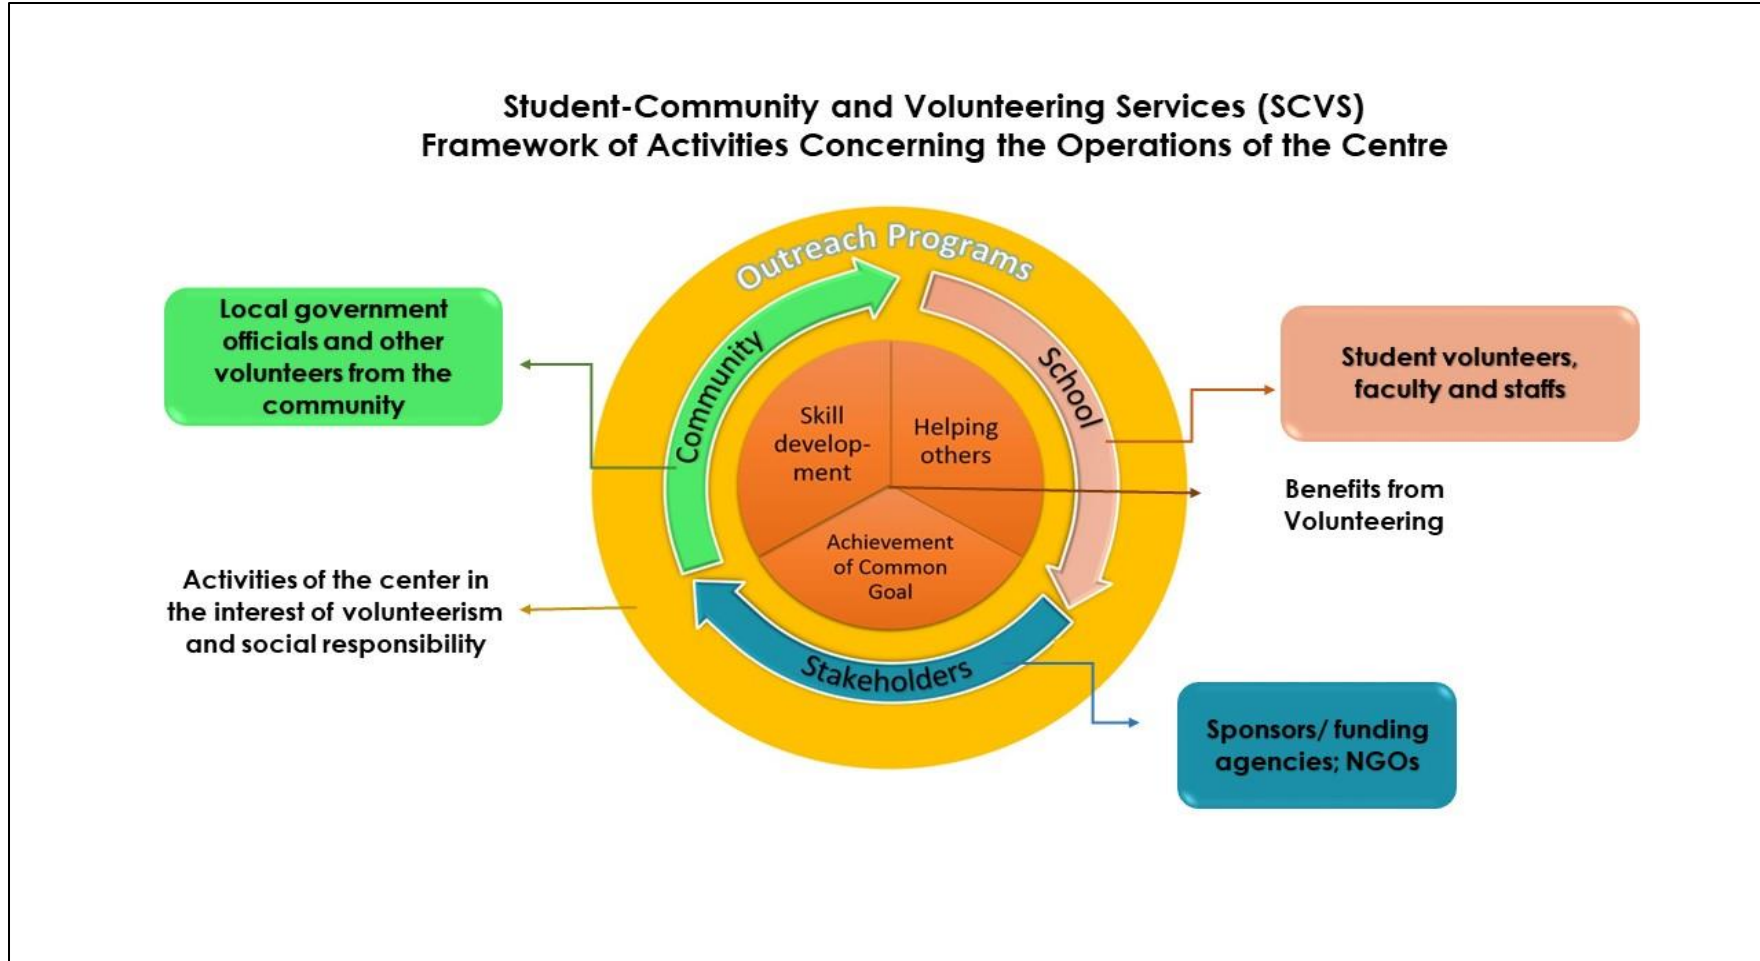 Student-Community and Volunteering Services (SCVS)
Framework of Activities Concerning the Operations of the Centre
Outreach Programs
Local government
officials and other
volunteers from the
community
Community
School
Student volunteers,
faculty and staffs
Skill
develop-
ment
Helping
others
Benefits from
Volunteering
Achievement
of Common
Goal
Activities of the center in
the interest of volunteerism
and social responsibility
Stakeholders
Sponsors/ funding
agencies; NGOs